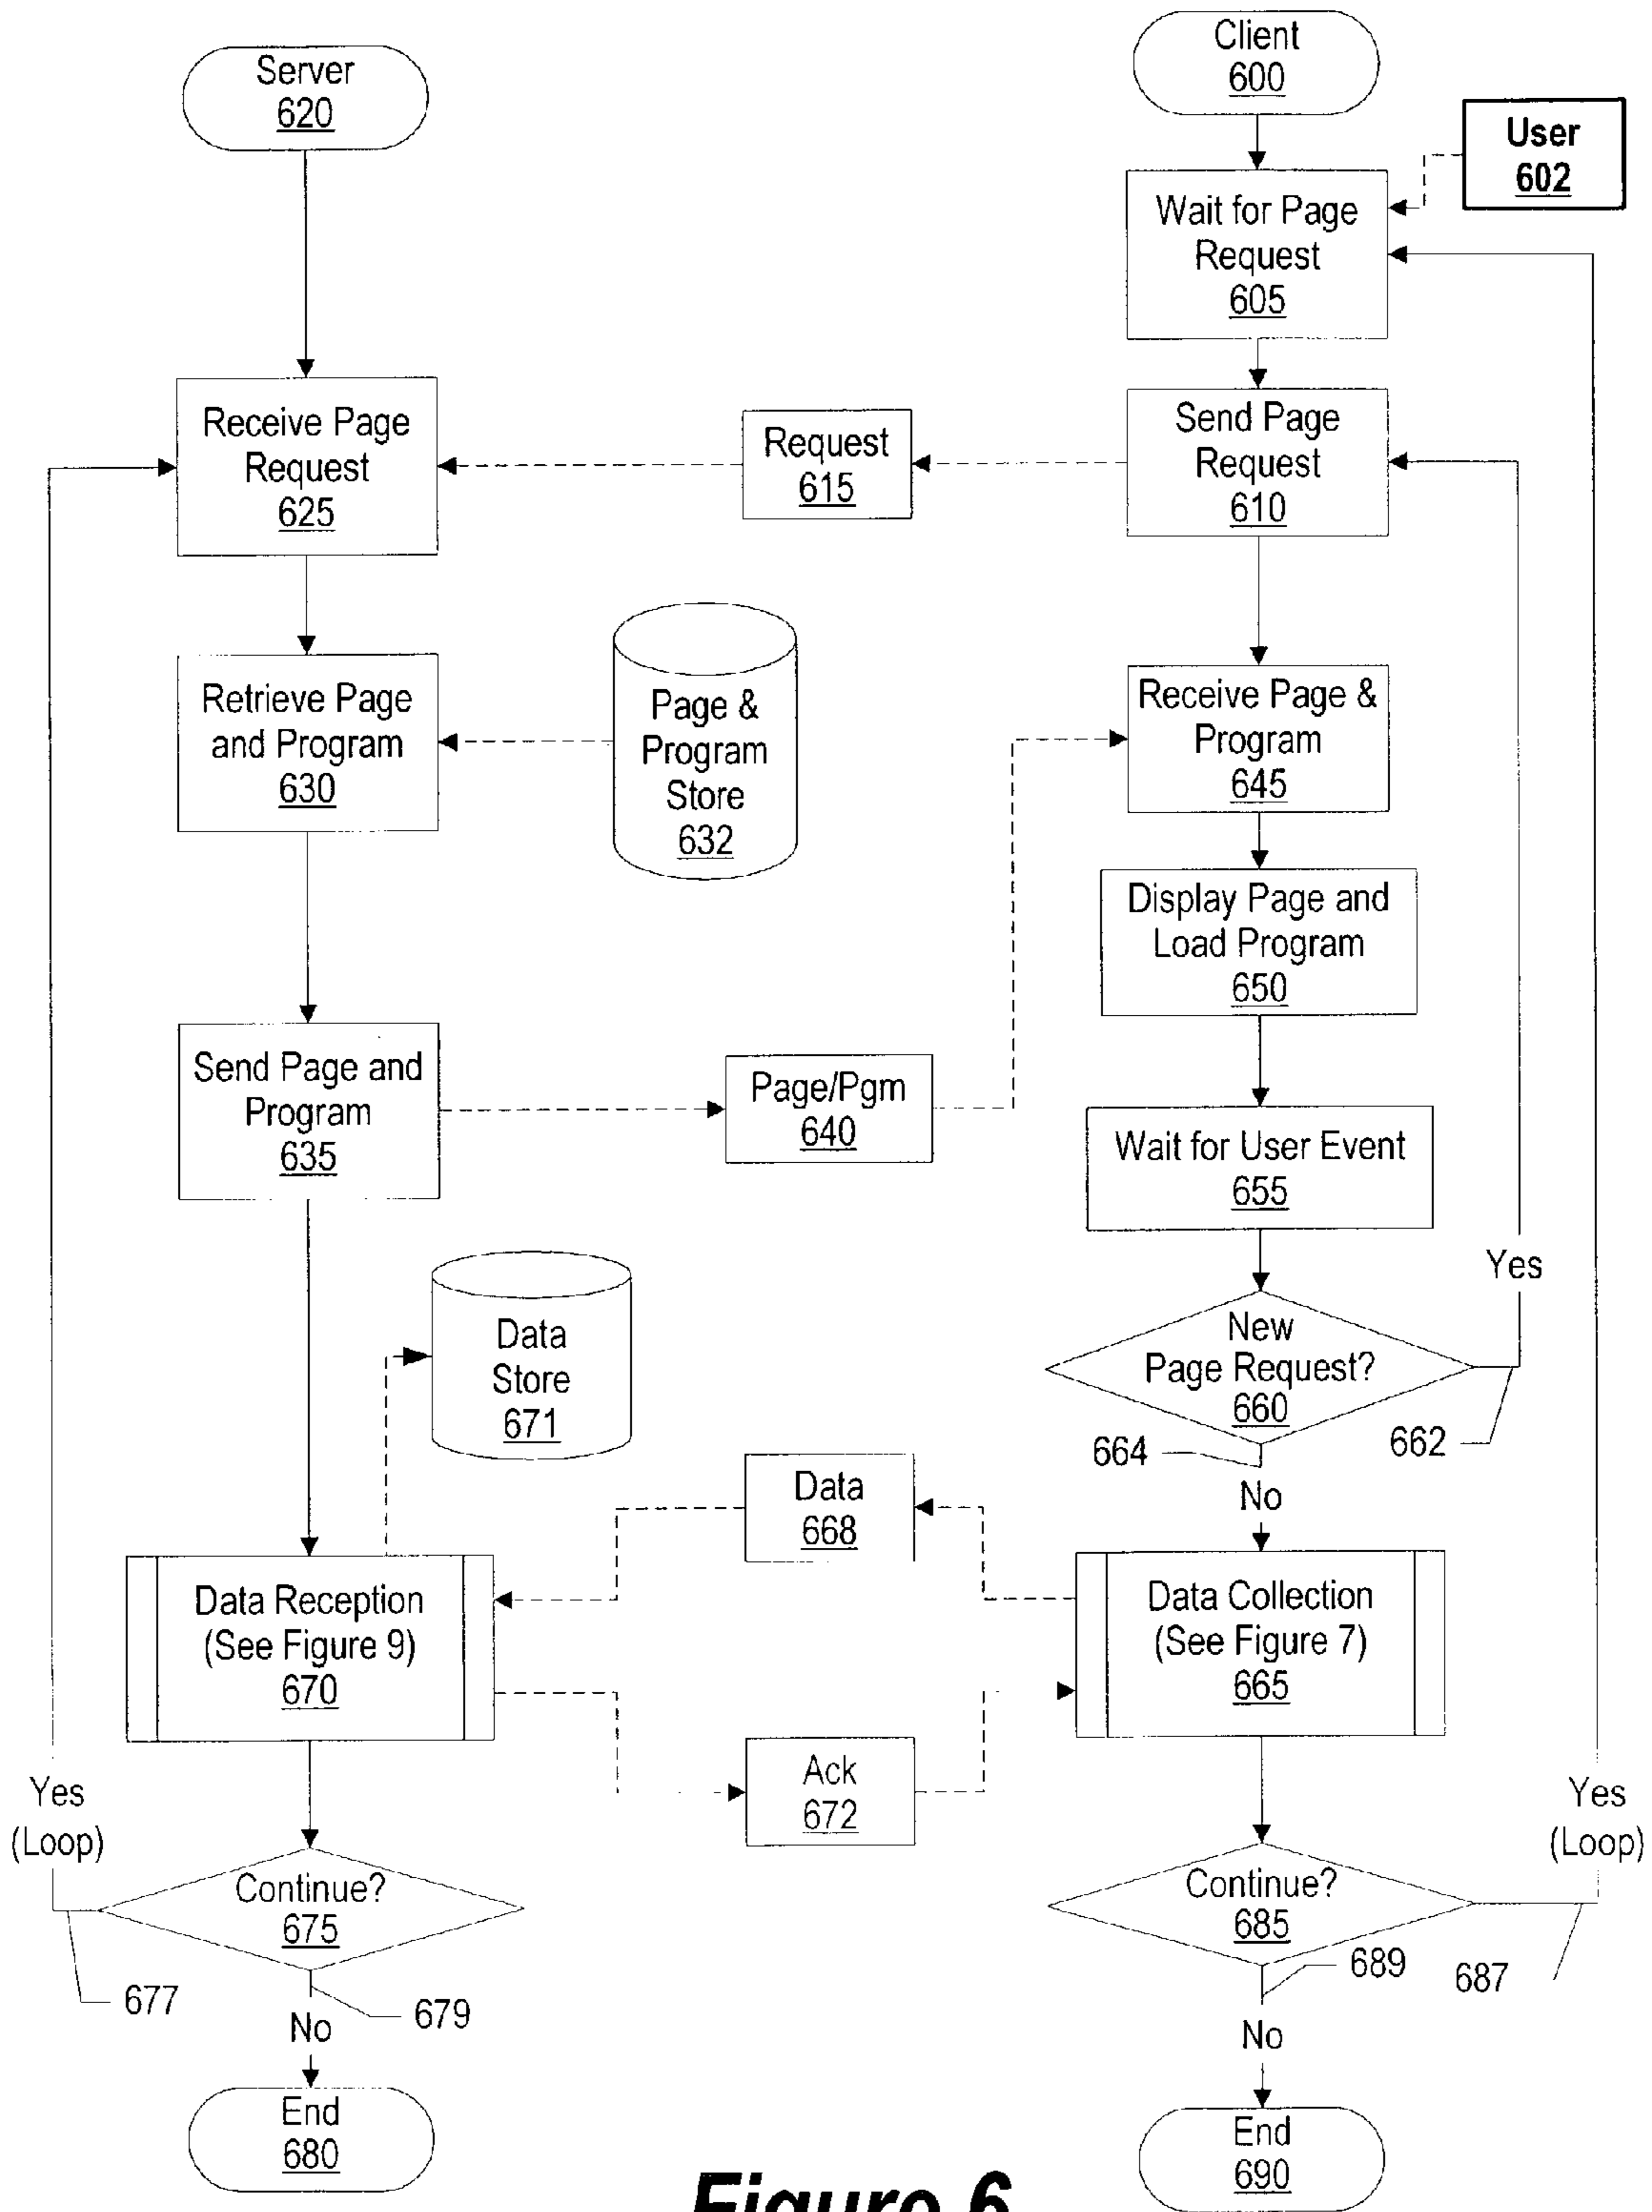 Server
620
Client
600
User
602
Wait for Page
Request
605
Receive Page
Request
625
Request
615
Send Page
Request
610
Retrieve Page
and Program
630
Page &
Program
Store
632
Receive Page &
Program
645
Display Page and
Load Program
650
Send Page and
Program
635
Page/Pgm
640
Wait for User Event
655
Yes
Data
Store
671
New
Page Request?
660
664
662
No
Data
668
Data Reception
(See Figure 9)
670
Data Collection
(See Figure 7)
665
Ack
672
Yes
(Loop)
Yes
(Loop)
Continue?
675
Continue?
685
677
679
689
687
No
No
End
680
End
690
Figure 6